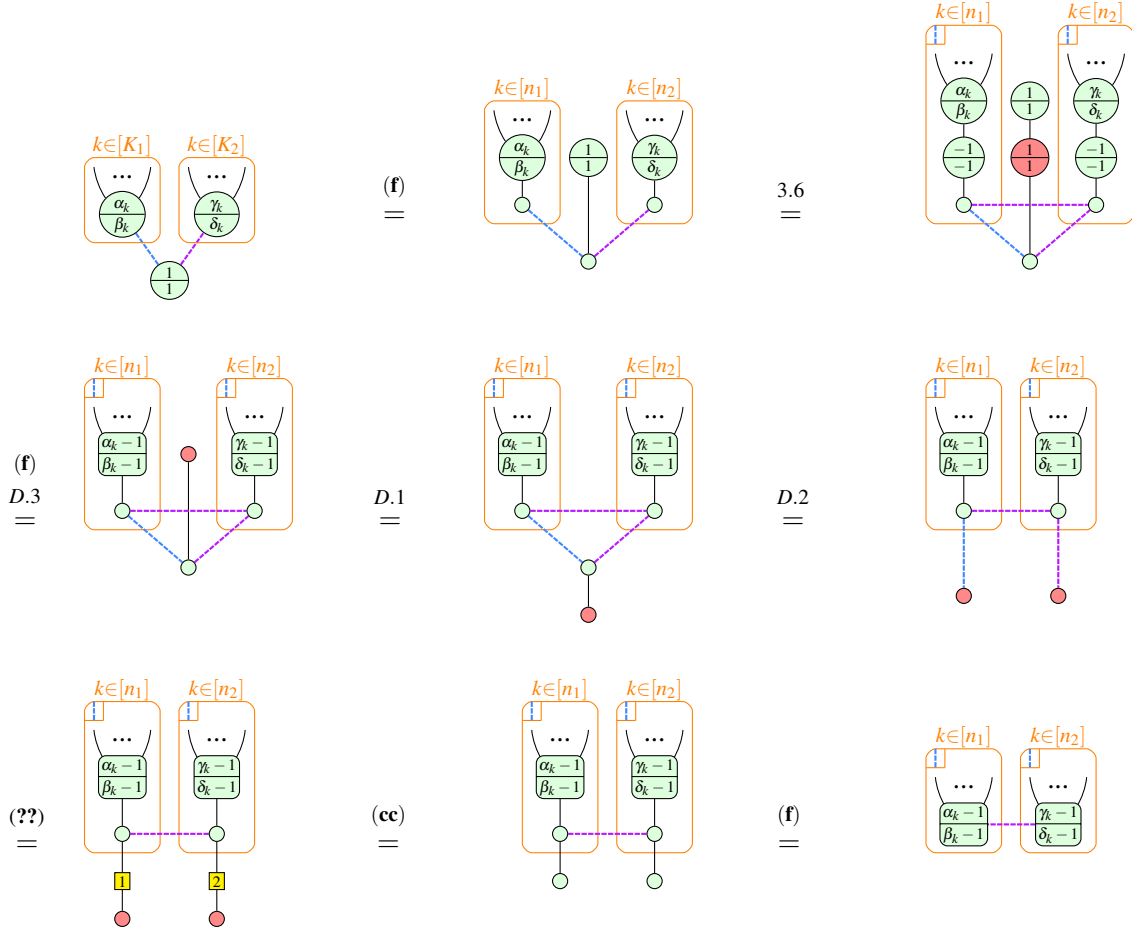 k∈[K₁] k∈[K₂]
... ...
αₖ γₖ
βₖ δₖ
1
1
(f)
=
k∈[n₁] k∈[n₂]
... ...
αₖ 1 γₖ
βₖ 1 δₖ
3.6
=
k∈[n₁] k∈[n₂]
... ...
αₖ 1 γₖ
βₖ 1 δₖ
−1 1 −1
−1 1 −1
(f)
D.3
=
k∈[n₁] k∈[n₂]
... ...
αₖ − 1 γₖ − 1
βₖ − 1 δₖ − 1
D.1
=
k∈[n₁] k∈[n₂]
... ...
αₖ − 1 γₖ − 1
βₖ − 1 δₖ − 1
D.2
=
k∈[n₁] k∈[n₂]
... ...
αₖ − 1 γₖ − 1
βₖ − 1 δₖ − 1
(??)
=
k∈[n₁] k∈[n₂]
... ...
αₖ − 1 γₖ − 1
βₖ − 1 δₖ − 1
1 2
(cc)
=
k∈[n₁] k∈[n₂]
... ...
αₖ − 1 γₖ − 1
βₖ − 1 δₖ − 1
(f)
=
k∈[n₁] k∈[n₂]
... ...
αₖ − 1 γₖ − 1
βₖ − 1 δₖ − 1